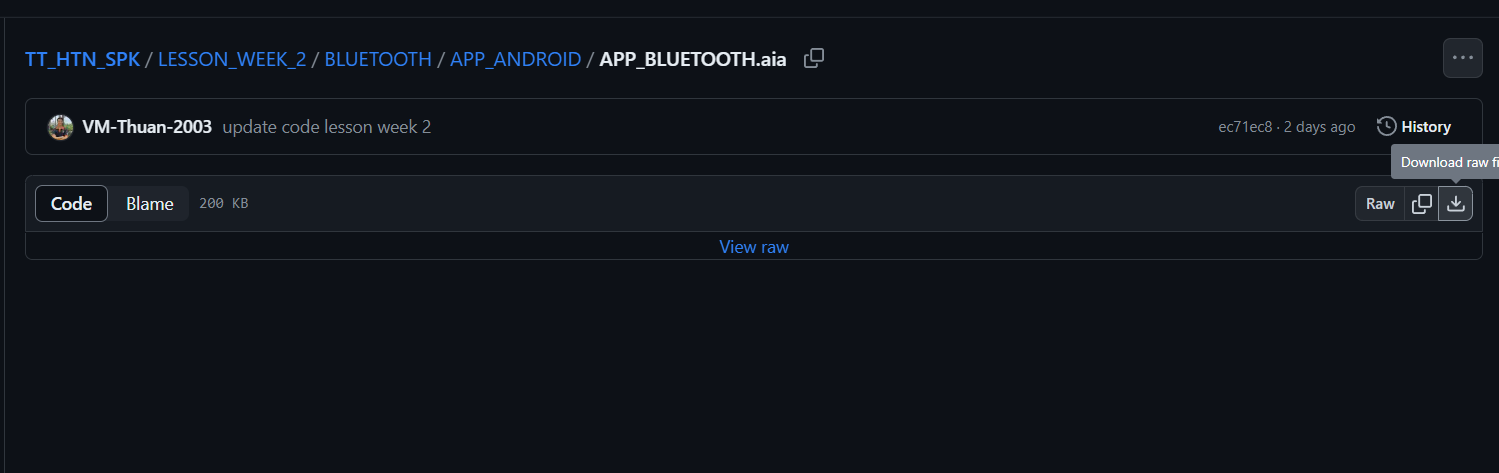 TT_HTN_SPK / LESSON_WEEK_2 / BLUETOOTH / APP_ANDROID / APP_BLUETOOTH.aia
VM-Thuan-2003 update code lesson week 2 ec71ec8 · 2 days ago History
Download raw fi
Code Blame 200 KB Raw
View raw